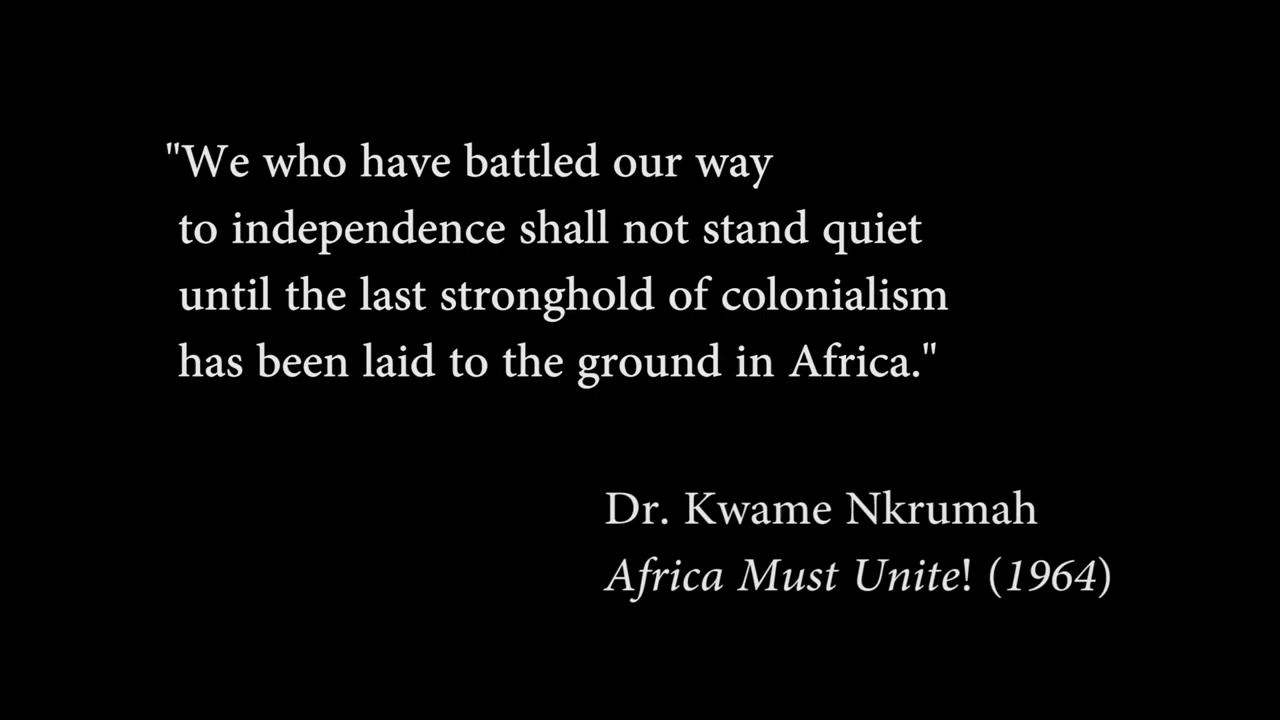 "We who have battled our way
to independence shall not stand quiet
until the last stronghold of colonialism
has been laid to the ground in Africa."
Dr. Kwame Nkrumah
Africa Must Unite! (1964)